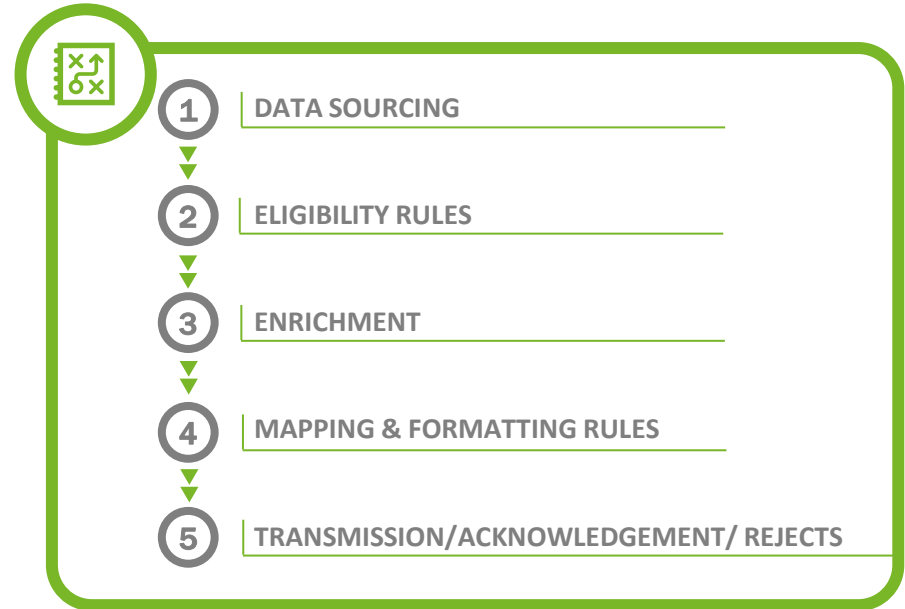 1 DATA SOURCING
2 ELIGIBILITY RULES
3 ENRICHMENT
4 MAPPING & FORMATTING RULES
5 TRANSMISSION/ACKNOWLEDGEMENT/ REJECTS